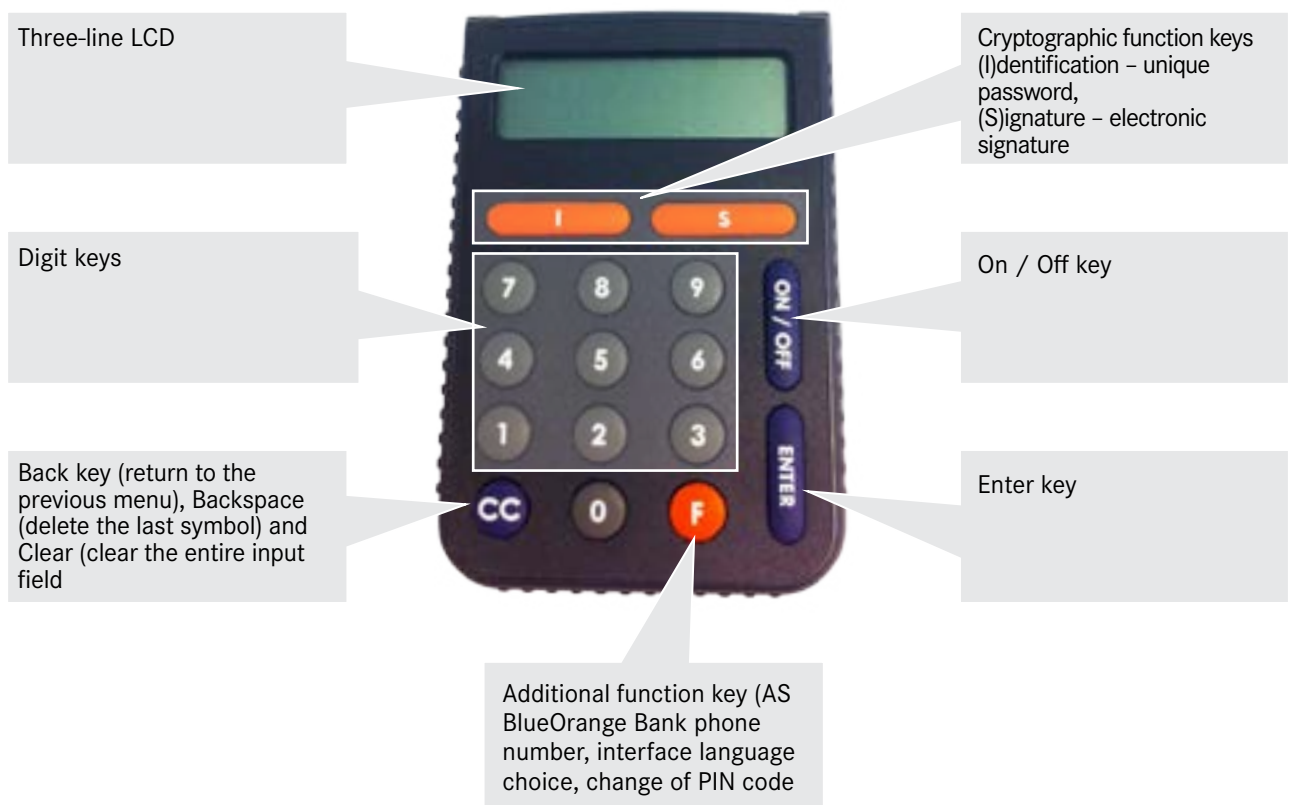 Three-line LCD
Cryptographic function keys
(I)dentification – unique
password,
(S)ignature – electronic
signature
I
S
Digit keys
7 8 9
4 5 6
1 2 3
ON / OFF
On / Off key
Back key (return to the
previous menu), Backspace
(delete the last symbol) and
Clear (clear the entire input
field
CC 0 F
ENTER
Enter key
Additional function key (AS
BlueOrange Bank phone
number, interface language
choice, change of PIN code